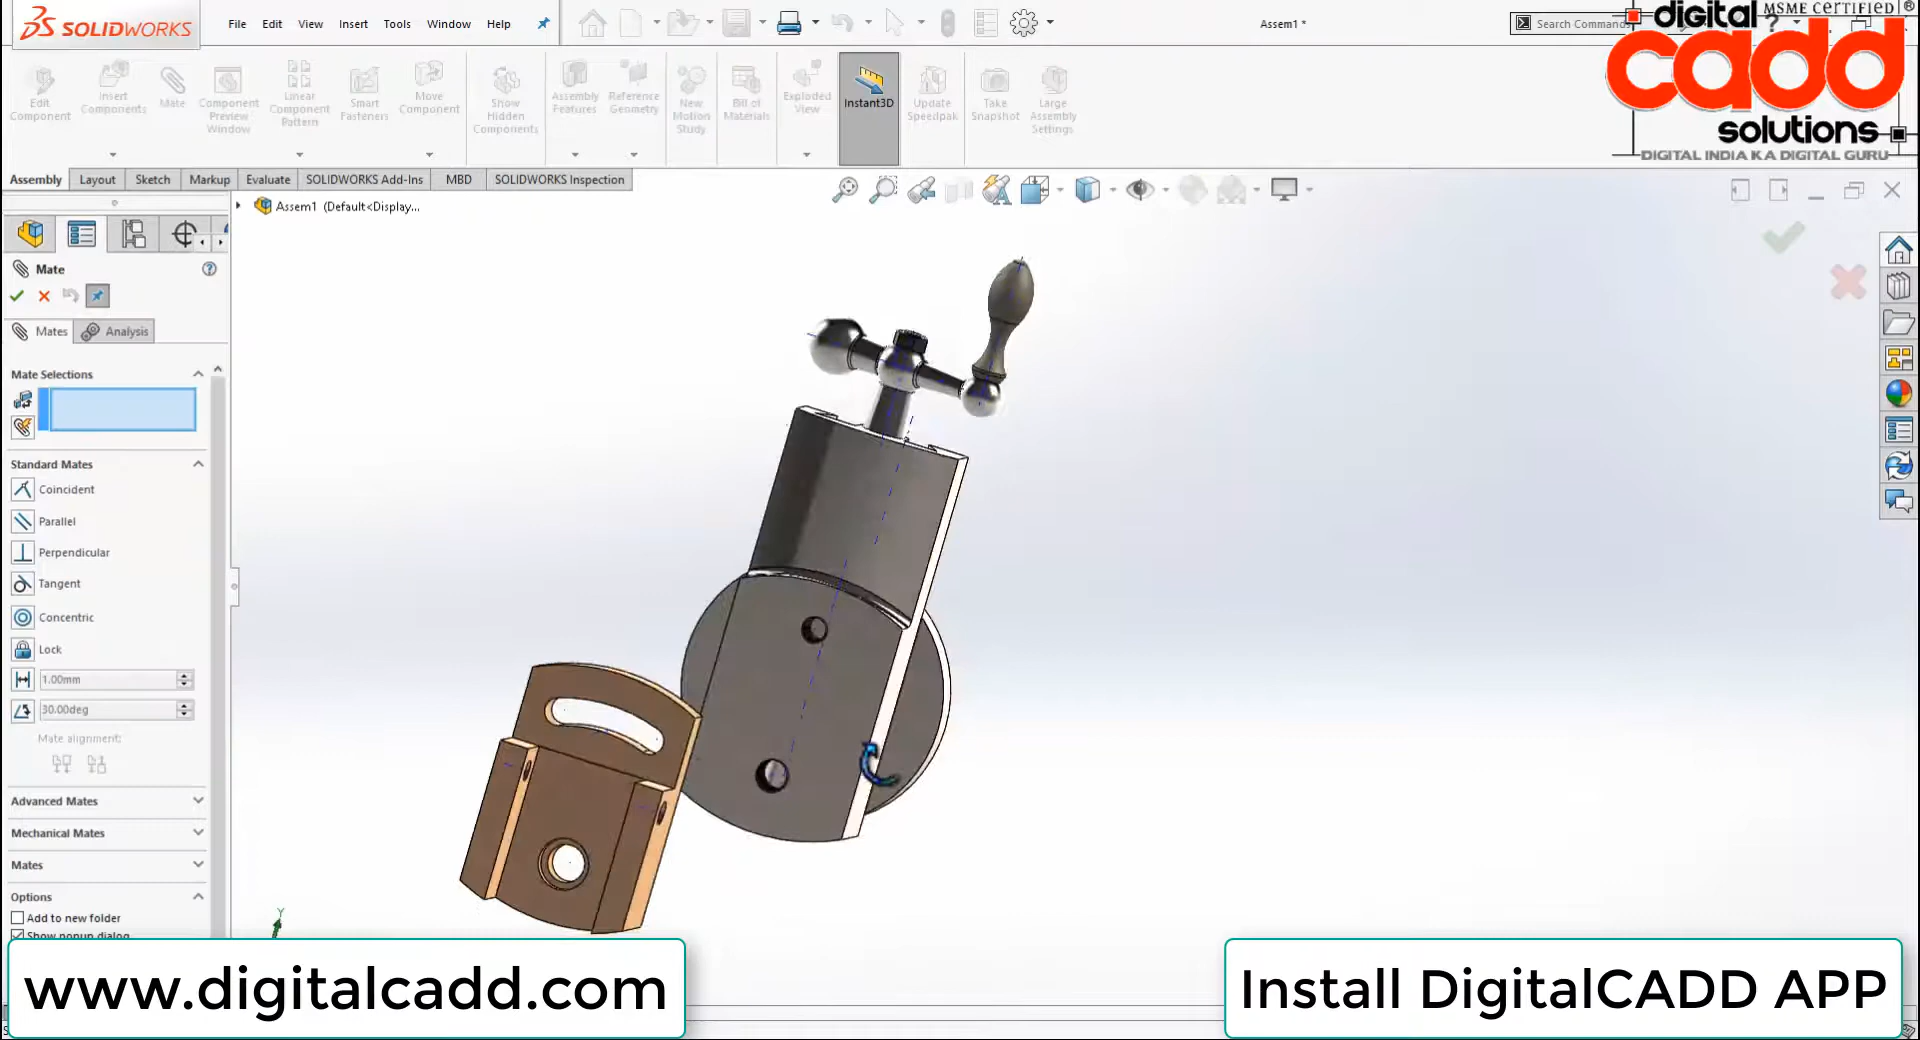 SOLIDWORKS
File Edit View Insert Tools Window Help
Assem1 *
Search Comman
digital MSME CERTIFIED ®
cadd
solutions
DIGITAL INDIA KA DIGITAL GURU
Edit Component
Insert Components
Mate
Component Preview Window
Linear Component Pattern
Smart Fasteners
Move Component
Show Hidden Components
Assembly Features
Reference Geometry
New Motion Study
Bill of Materials
Exploded View
Instant3D
Update Speedpak
Take Snapshot
Large Assembly Settings
Assembly Layout Sketch Markup Evaluate SOLIDWORKS Add-Ins MBD SOLIDWORKS Inspection
Assem1 (Default<Display...
Mate
Mates Analysis
Mate Selections
Standard Mates
Coincident
Parallel
Perpendicular
Tangent
Concentric
Lock
1.00mm
30.00deg
Mate alignment:
Advanced Mates
Mechanical Mates
Mates
Options
Add to new folder
Show popup dialog
Y
www.digitalcadd.com
Install DigitalCADD APP